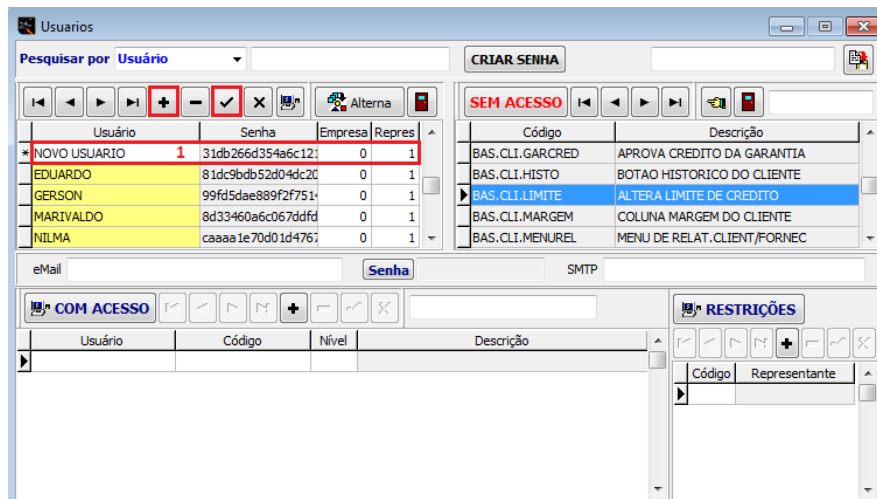 Usuarios
Pesquisar por Usuário CRIAR SENHA
Alterna SEM ACESSO
Usuário Senha Empresa Repres Código Descrição
* NOVO USUARIO 1 31db266d354a6c121 0 1 BAS.CLI.GARCRED APROVA CREDITO DA GARANTIA
EDUARDO 81dc9bdb52d04dc20 0 1 BAS.CLI.HISTO BOTAO HISTORICO DO CLIENTE
GERSON 99fd5dae889f2f751 0 1 BAS.CLI.LIMITE ALTERA LIMITE DE CREDITO
MARIVALDO 8d33460a6c067ddfd 0 1 BAS.CLI.MARGEM COLUNA MARGEM DO CLIENTE
NILMA caaaa1e70d01d4767 0 1 BAS.CLI.MENUREL MENU DE RELAT.CLIENT/FORNEC
eMail Senha SMTP
COM ACESSO RESTRIÇÕES
Usuário Código Nível Descrição
Código Representante